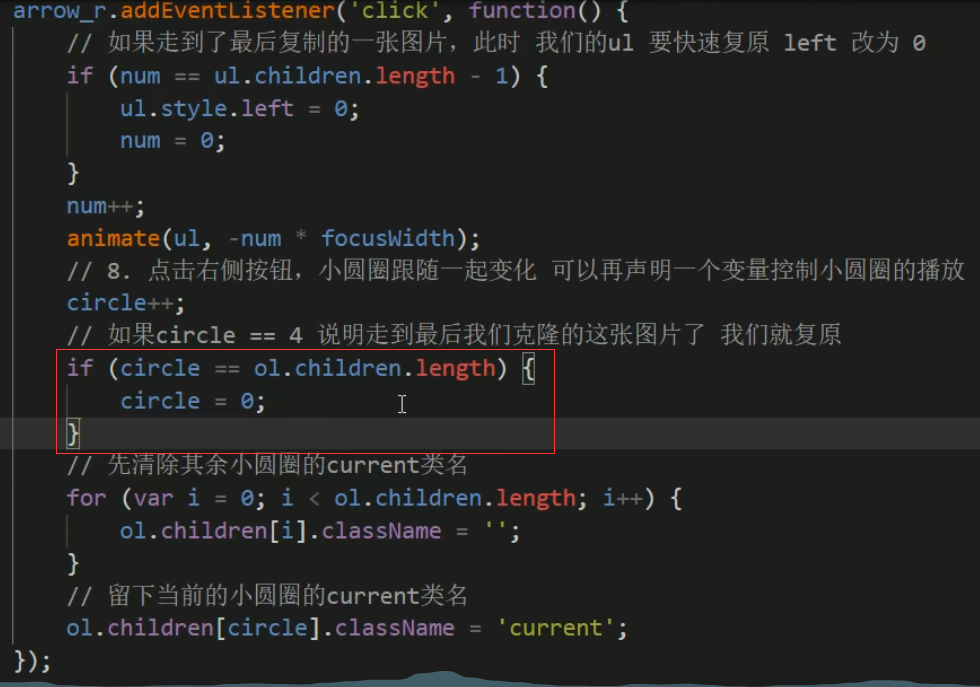 arrow_r.addEventListener('click', function() {
// 如果走到了最后复制的一张图片，此时 我们的ul 要快速复原 left 改为 0
if (num == ul.children.length - 1) {
ul.style.left = 0;
num = 0;
}
num++;
animate(ul, -num * focusWidth);
// 8. 点击右侧按钮，小圆圈跟随一起变化 可以再声明一个变量控制小圆圈的播放
circle++;
// 如果circle == 4 说明走到最后我们克隆的这张图片了 我们就复原
if (circle == ol.children.length) {
circle = 0;
}
// 先清除其余小圆圈的current类名
for (var i = 0; i < ol.children.length; i++) {
ol.children[i].className = '';
}
// 留下当前的小圆圈的current类名
ol.children[circle].className = 'current';
});